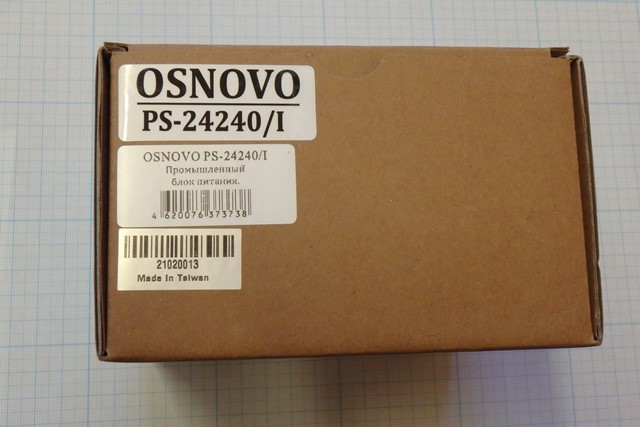 OSNOVO
PS-24240/I
OSNOVO PS-24240/I
Промышленный
блок питания.
4 620076 373738
21020013
Made In Taiwan